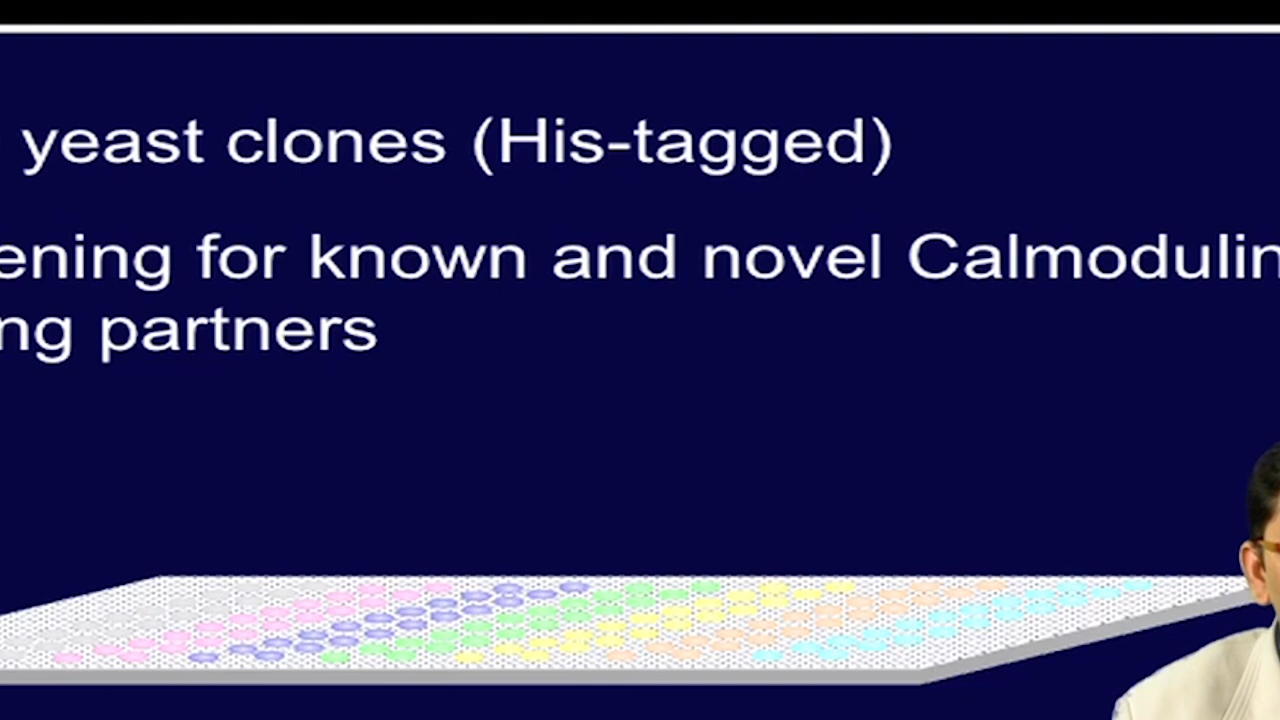 yeast clones (His-tagged)
ening for known and novel Calmodulin
ng partners